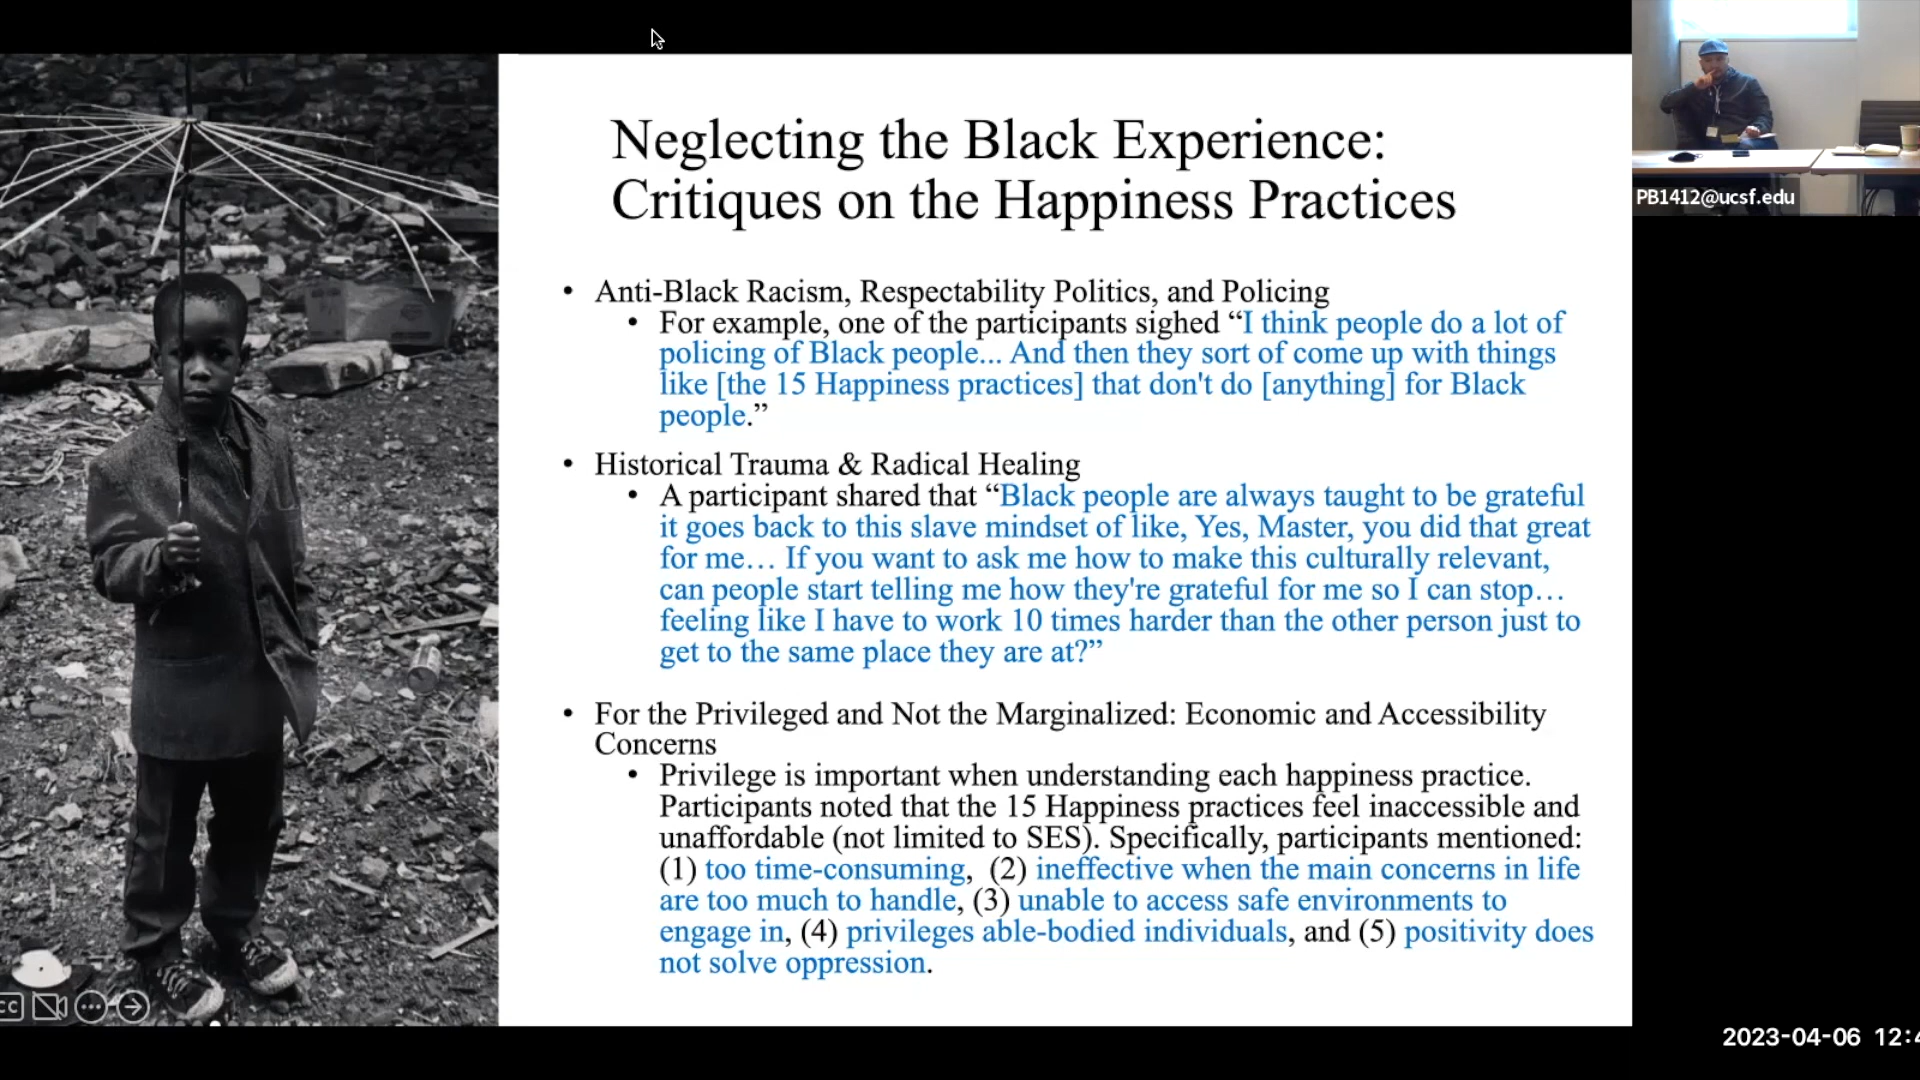 Neglecting the Black Experience:
Critiques on the Happiness Practices
• Anti-Black Racism, Respectability Politics, and Policing
• For example, one of the participants sighed “I think people do a lot of
policing of Black people... And then they sort of come up with things
like [the 15 Happiness practices] that don't do [anything] for Black
people.”
• Historical Trauma & Radical Healing
• A participant shared that “Black people are always taught to be grateful
it goes back to this slave mindset of like, Yes, Master, you did that great
for me… If you want to ask me how to make this culturally relevant,
can people start telling me how they're grateful for me so I can stop…
feeling like I have to work 10 times harder than the other person just to
get to the same place they are at?”
• For the Privileged and Not the Marginalized: Economic and Accessibility
Concerns
• Privilege is important when understanding each happiness practice.
Participants noted that the 15 Happiness practices feel inaccessible and
unaffordable (not limited to SES). Specifically, participants mentioned:
(1) too time-consuming, (2) ineffective when the main concerns in life
are too much to handle, (3) unable to access safe environments to
engage in, (4) privileges able-bodied individuals, and (5) positivity does
not solve oppression.
PB1412@ucsf.edu
CC
2023-04-06 12:4